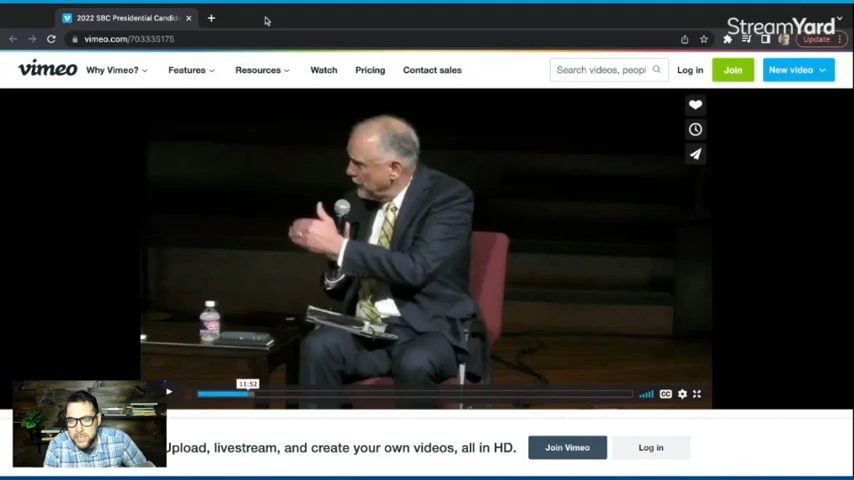 2022 SBC Presidential Candid
StreamYard
vimeo.com/703335175
Update
vimeo
Why Vimeo?
Features
Resources
Watch
Pricing
Contact sales
Search videos, peopl
Log in
Join
New video
11:52
CC
Upload, livestream, and create your own videos, all in HD.
Join Vimeo
Log in